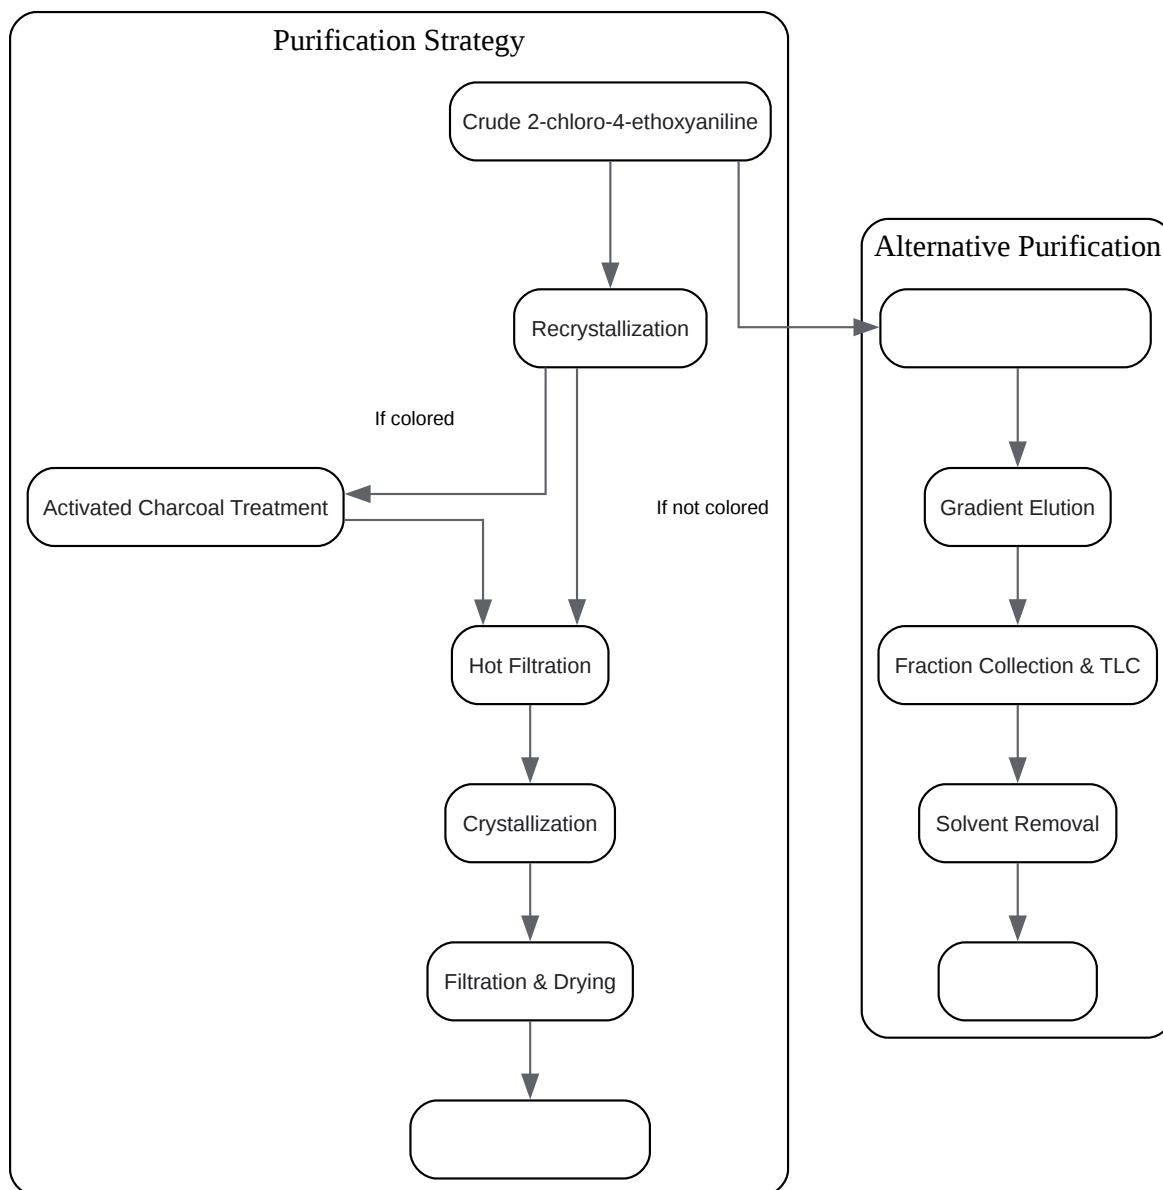 Purification Strategy
Crude 2-chloro-4-ethoxyaniline
Recrystallization
If colored
Activated Charcoal Treatment
If not colored
Hot Filtration
Crystallization
Filtration & Drying
Alternative Purification
Gradient Elution
Fraction Collection & TLC
Solvent Removal